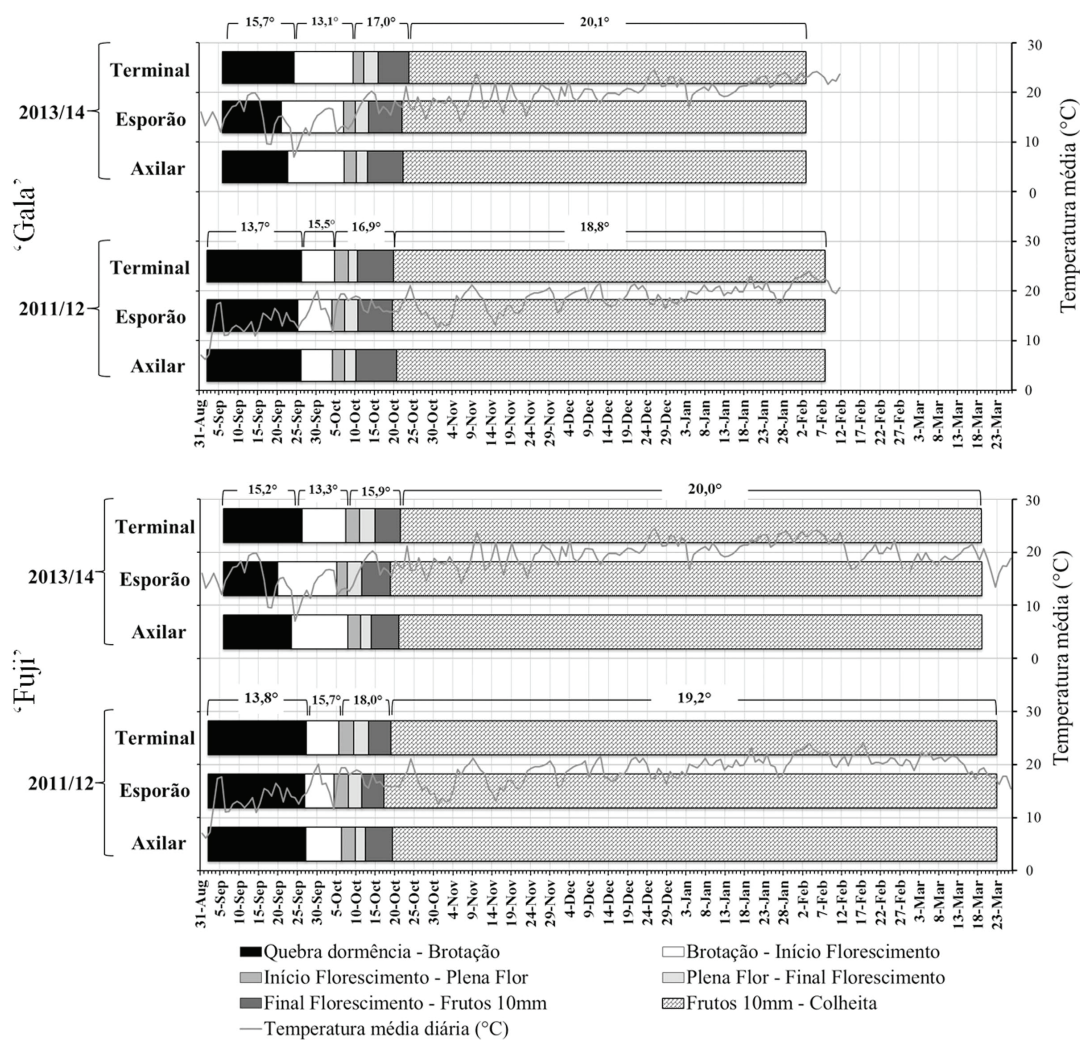 15,7° 13,1° 17,0° 20,1°
Terminal
2013/14 Esporão
Axilar
30
20
10
0
‘Gala’
13,7° 15,5° 16,9° 18,8°
Terminal
2011/12 Esporão
Axilar
30
20
10
0
Temperatura média (°C)
31-Aug 5-Sep 10-Sep 15-Sep 20-Sep 25-Sep 30-Sep 5-Oct 10-Oct 15-Oct 20-Oct 25-Oct 30-Oct 4-Nov 9-Nov 14-Nov 19-Nov 24-Nov 29-Nov 4-Dec 9-Dec 14-Dec 19-Dec 24-Dec 29-Dec 3-Jan 8-Jan 13-Jan 18-Jan 23-Jan 28-Jan 2-Feb 7-Feb 12-Feb 17-Feb 22-Feb 27-Feb 3-Mar 8-Mar 13-Mar 18-Mar 23-Mar
15,2° 13,3° 15,9° 20,0°
Terminal
2013/14 Esporão
Axilar
30
20
10
0
‘Fuji’
13,8° 15,7° 18,0° 19,2°
Terminal
2011/12 Esporão
Axilar
30
20
10
0
Temperatura média (°C)
31-Aug 5-Sep 10-Sep 15-Sep 20-Sep 25-Sep 30-Sep 5-Oct 10-Oct 15-Oct 20-Oct 25-Oct 30-Oct 4-Nov 9-Nov 14-Nov 19-Nov 24-Nov 29-Nov 4-Dec 9-Dec 14-Dec 19-Dec 24-Dec 29-Dec 3-Jan 8-Jan 13-Jan 18-Jan 23-Jan 28-Jan 2-Feb 7-Feb 12-Feb 17-Feb 22-Feb 27-Feb 3-Mar 8-Mar 13-Mar 18-Mar 23-Mar
Quebra dormência - Brotação Brotação - Início Florescimento
Início Florescimento - Plena Flor Plena Flor - Final Florescimento
Final Florescimento - Frutos 10mm Frutos 10mm - Colheita
Temperatura média diária (°C)